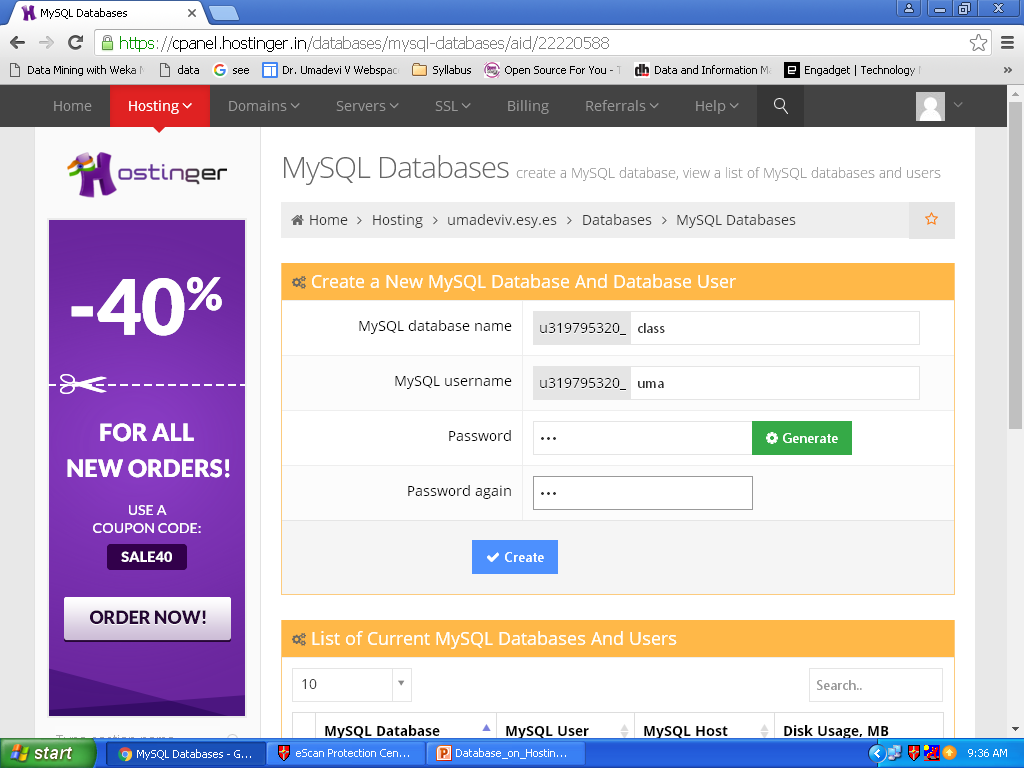 MySQL Databases
https://cpanel.hostinger.in/databases/mysql-databases/aid/22220588
Data Mining with Weka
data
see
Dr. Umadevi V Webspac
Syllabus
Open Source For You -
Data and Information M
Engadget | Technology
»
Home
Hosting
Domains
Servers
SSL
Billing
Referrals
Help
Hostinger
-40%
FOR ALL
NEW ORDERS!
USE A
COUPON CODE:
SALE40
ORDER NOW!
MySQL Databases create a MySQL database, view a list of MySQL databases and users
Home > Hosting > umadeviv.esy.es > Databases > MySQL Databases
Create a New MySQL Database And Database User
MySQL database name u319795320_ class
MySQL username u319795320_ uma
Password ••• Generate
Password again •••
Create
List of Current MySQL Databases And Users
10 Search..
MySQL Database MySQL User MySQL Host Disk Usage, MB
start
MySQL Databases - G...
eScan Protection Cen...
Database_on_Hostin...
9:36 AM